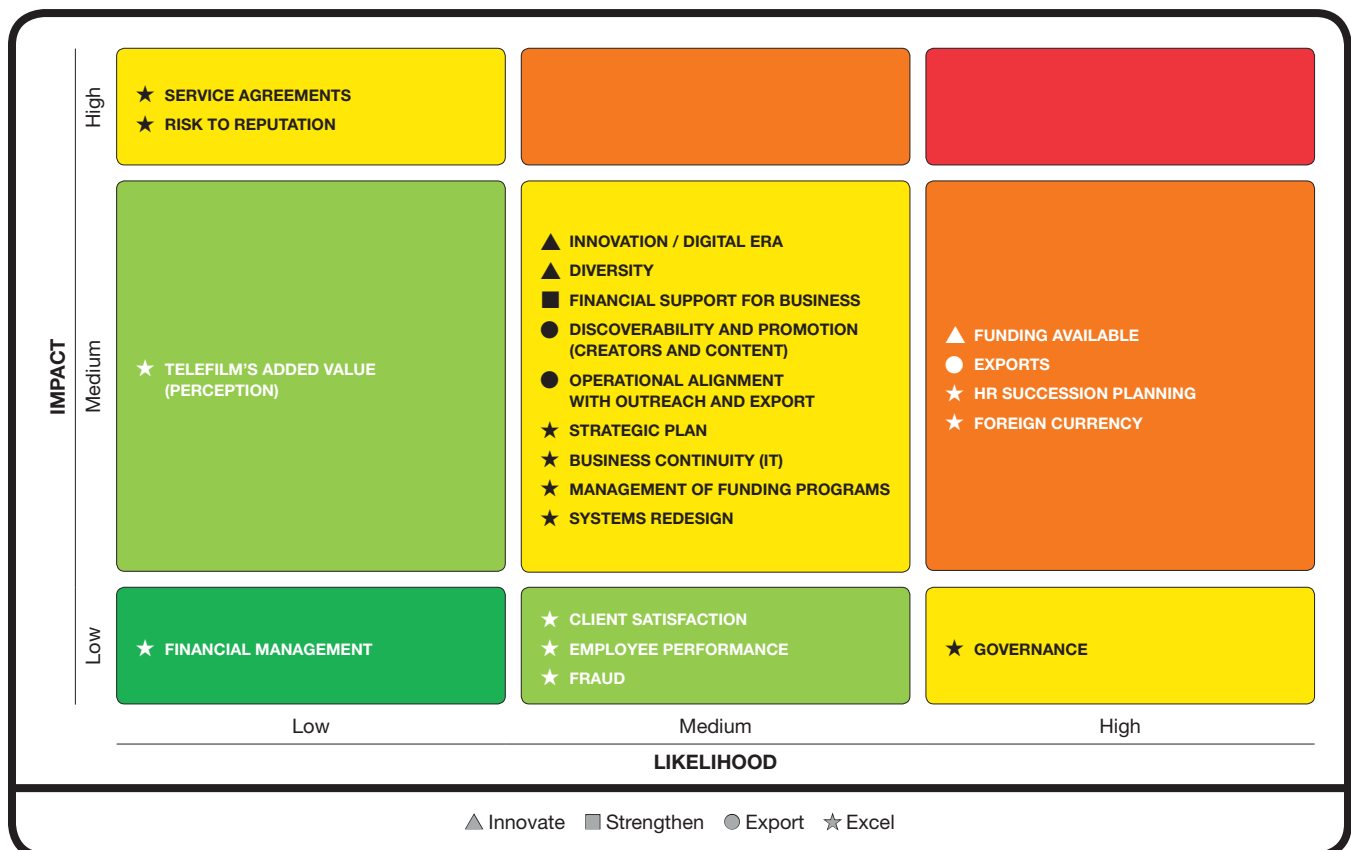 IMPACT
High
★ SERVICE AGREEMENTS
★ RISK TO REPUTATION
Medium
★ TELEFILM'S ADDED VALUE
(PERCEPTION)
▲ INNOVATION / DIGITAL ERA
▲ DIVERSITY
■ FINANCIAL SUPPORT FOR BUSINESS
● DISCOVERABILITY AND PROMOTION
(CREATORS AND CONTENT)
● OPERATIONAL ALIGNMENT
WITH OUTREACH AND EXPORT
★ STRATEGIC PLAN
★ BUSINESS CONTINUITY (IT)
★ MANAGEMENT OF FUNDING PROGRAMS
★ SYSTEMS REDESIGN
▲ FUNDING AVAILABLE
● EXPORTS
★ HR SUCCESSION PLANNING
★ FOREIGN CURRENCY
Low
★ FINANCIAL MANAGEMENT
★ CLIENT SATISFACTION
★ EMPLOYEE PERFORMANCE
★ FRAUD
★ GOVERNANCE
Low Medium High
LIKELIHOOD
▲ Innovate ■ Strengthen ● Export ★ Excel